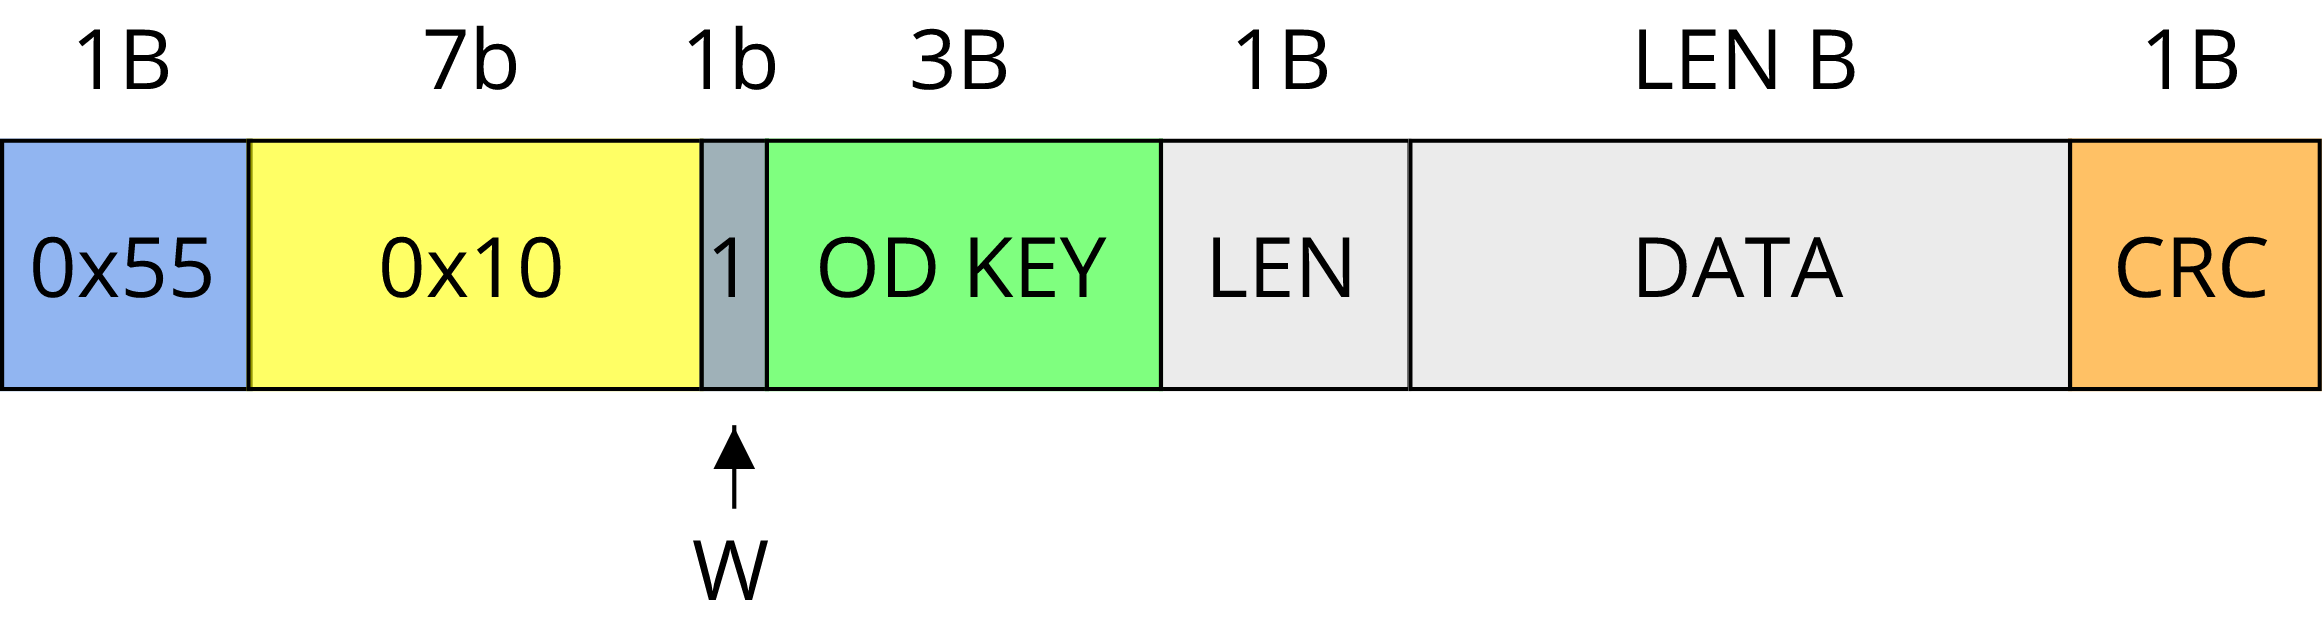 1B 7b 1b 3B 1B LEN B 1B
0x55 0x10 1 OD KEY LEN DATA CRC
W